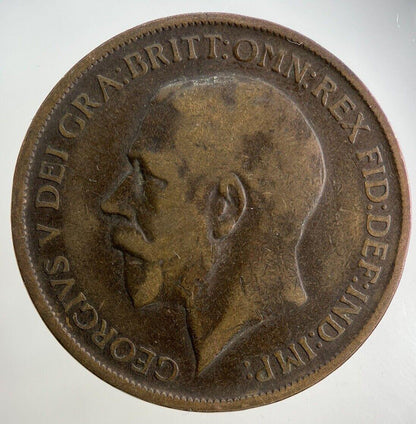 GEORGIVS V DEI GRA:BRITT:OMN:REX FID:DEF:IND:IMP: